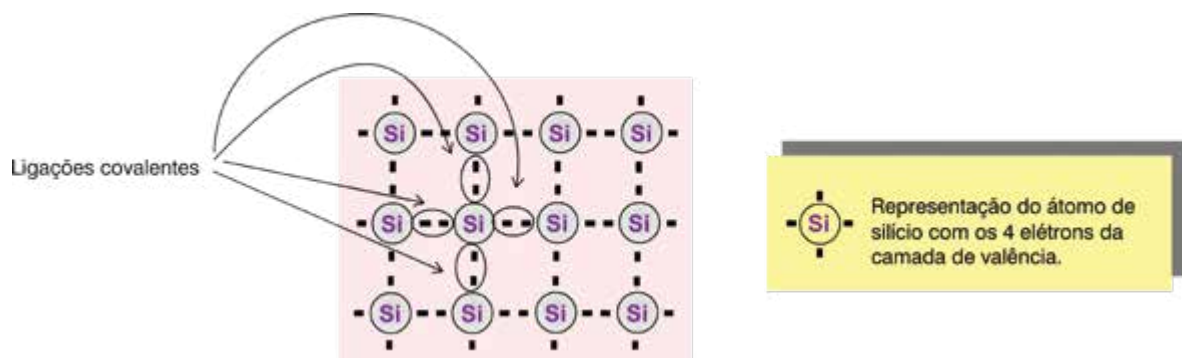 Si Si Si Si
Ligações covalentes
Si Si Si Si
Si Si Si Si
Si
Representação do átomo de
silício com os 4 elétrons da
camada de valência.